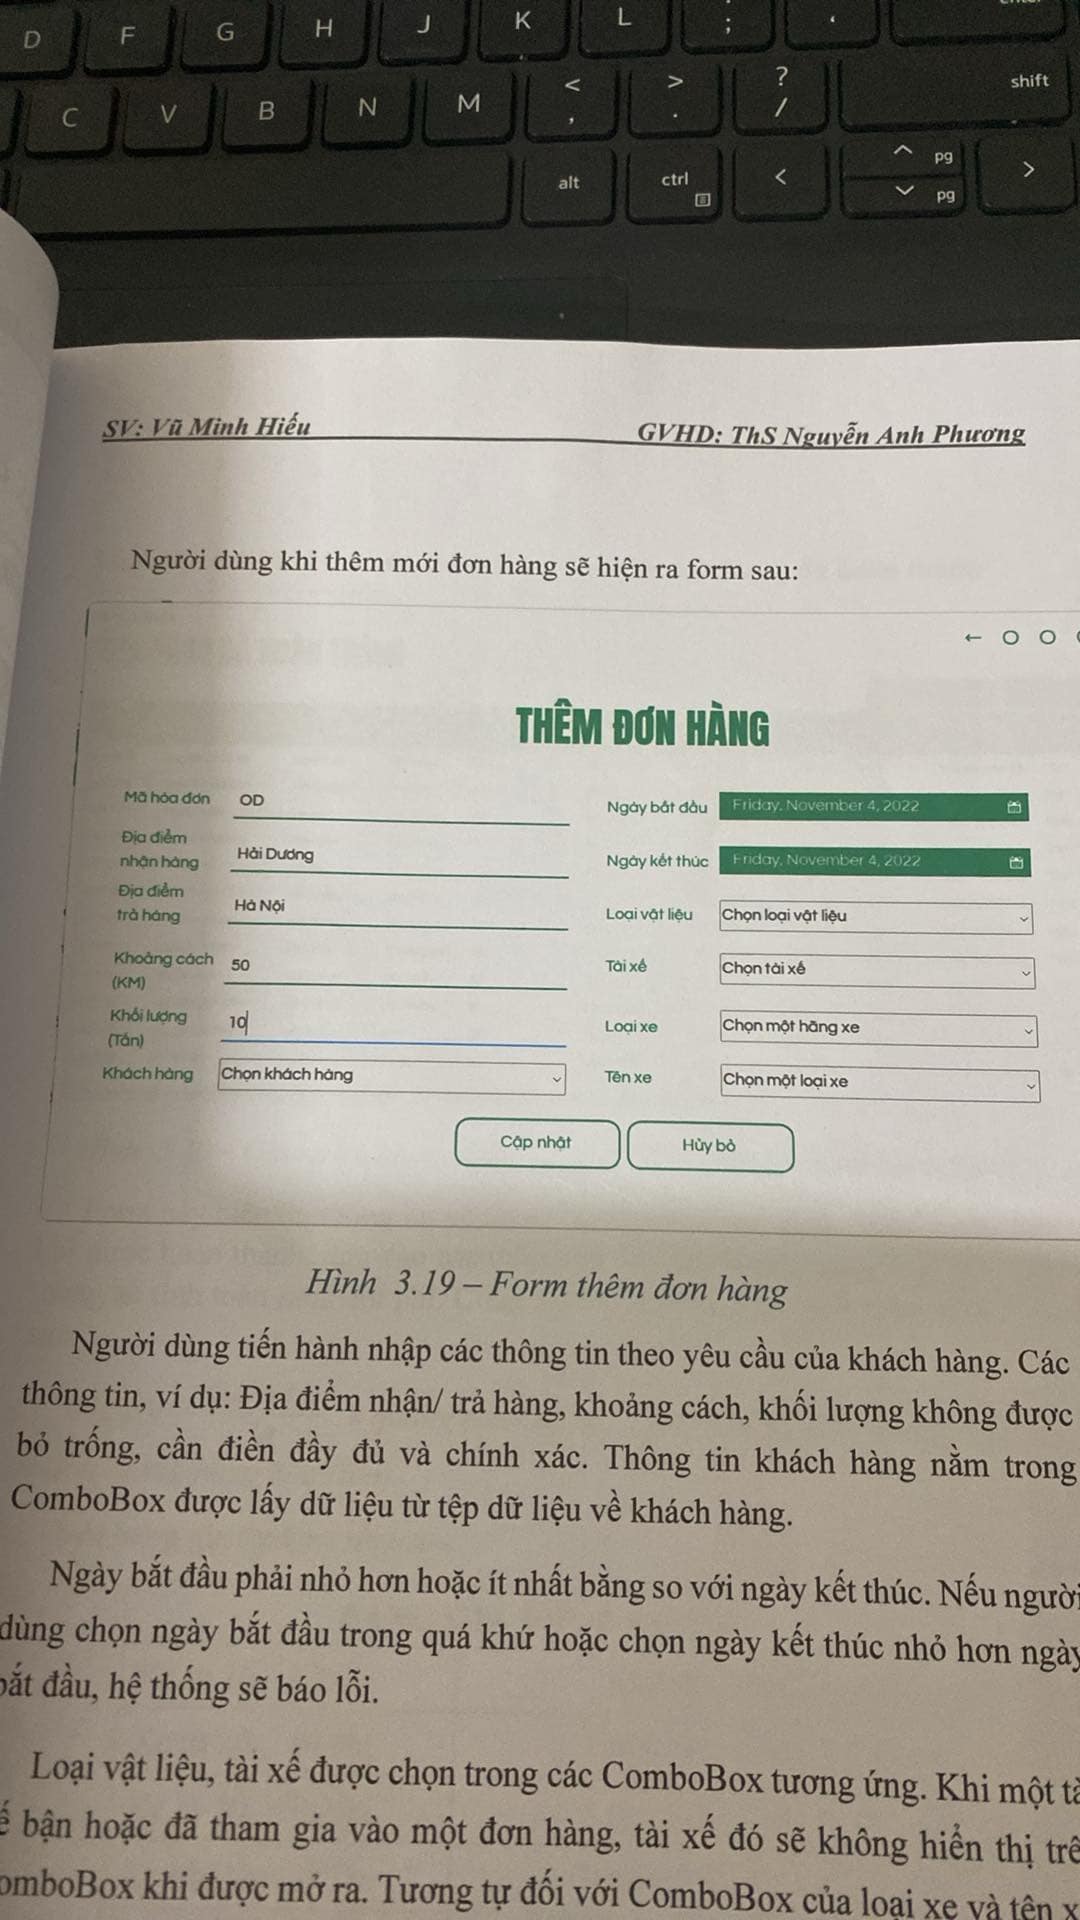 D F G H J K L ; '
C V B N M < , > . ? / shift
alt ctrl < ^ pg > pg
SV: Vũ Minh Hiếu GVHD: ThS Nguyễn Anh Phương
Người dùng khi thêm mới đơn hàng sẽ hiện ra form sau:
THÊM ĐƠN HÀNG
Mã hóa đơn OD Ngày bắt đầu Friday, November 4, 2022
Địa điểm nhận hàng Hải Dương Ngày kết thúc Friday, November 4, 2022
Địa điểm trả hàng Hà Nội Loại vật liệu Chọn loại vật liệu
Khoảng cách (KM) 50 Tài xế Chọn tài xế
Khối lượng (Tấn) 10 Loại xe Chọn một hãng xe
Khách hàng Chọn khách hàng Tên xe Chọn một loại xe
Cập nhật Hủy bỏ
Hình 3.19 – Form thêm đơn hàng
Người dùng tiến hành nhập các thông tin theo yêu cầu của khách hàng. Các
thông tin, ví dụ: Địa điểm nhận/ trả hàng, khoảng cách, khối lượng không được
bỏ trống, cần điền đầy đủ và chính xác. Thông tin khách hàng nằm trong
ComboBox được lấy dữ liệu từ tệp dữ liệu về khách hàng.
Ngày bắt đầu phải nhỏ hơn hoặc ít nhất bằng so với ngày kết thúc. Nếu người
dùng chọn ngày bắt đầu trong quá khứ hoặc chọn ngày kết thúc nhỏ hơn ngày
bắt đầu, hệ thống sẽ báo lỗi.
Loại vật liệu, tài xế được chọn trong các ComboBox tương ứng. Khi một
bận hoặc đã tham gia vào một đơn hàng, tài xế đó sẽ không hiển thị
ComboBox khi được mở ra. Tương tự đối với ComboBox của loại xe và tên